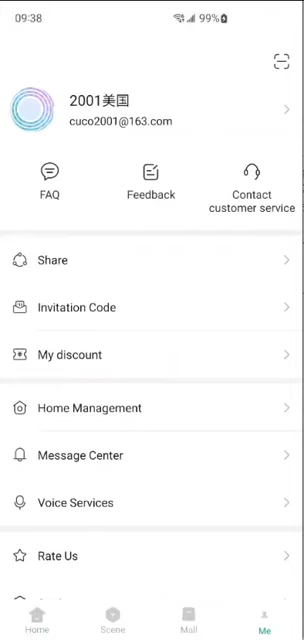 09:38
99%
2001美国
cuco2001@163.com
FAQ
Feedback
Contact
customer service
Share
Invitation Code
My discount
Home Management
Message Center
Voice Services
Rate Us
Home
Scene
Mall
Me